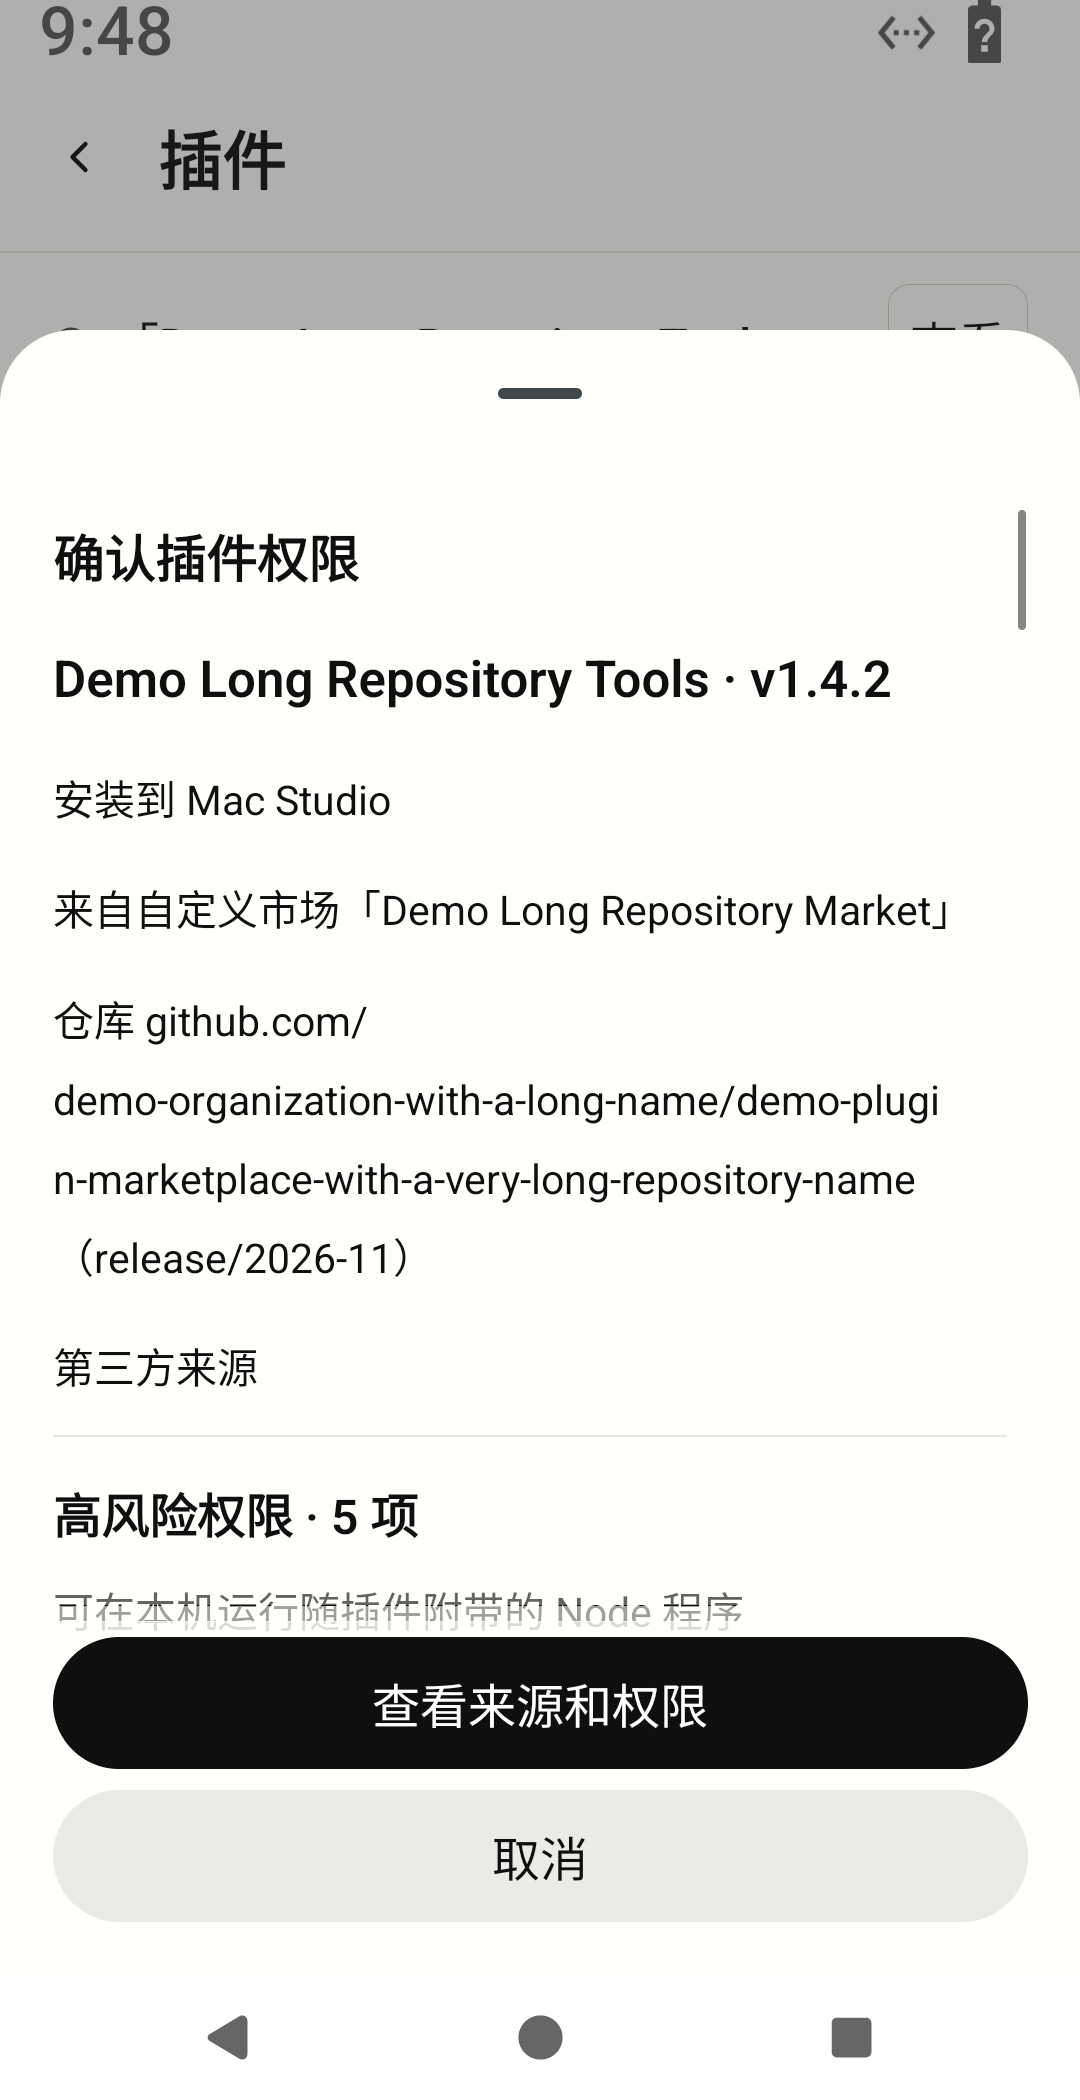 9:48
插件
确认插件权限
Demo Long Repository Tools · v1.4.2
安装到 Mac Studio
来自自定义市场「Demo Long Repository Market」
仓库 github.com/
demo-organization-with-a-long-name/demo-plugi
n-marketplace-with-a-very-long-repository-name
（release/2026-11）
第三方来源
高风险权限 · 5 项
可在本机运行随插件附带的 Node 程序
查看来源和权限
取消